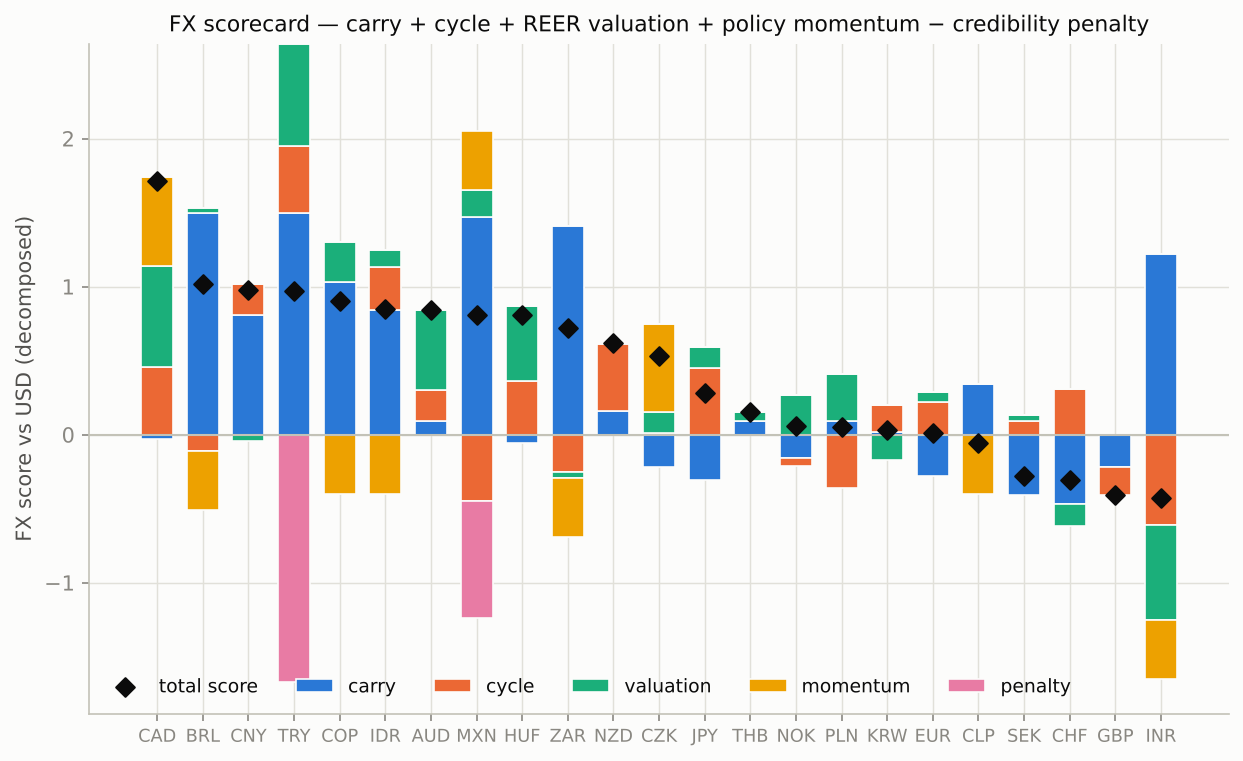 FX scorecard — carry + cycle + REER valuation + policy momentum − credibility penalty
FX score vs USD (decomposed)
2
1
0
−1
total score carry cycle valuation momentum penalty
CAD BRL CNY TRY COP IDR AUD MXN HUF ZAR NZD CZK JPY THB NOK PLN KRW EUR CLP SEK CHF GBP INR